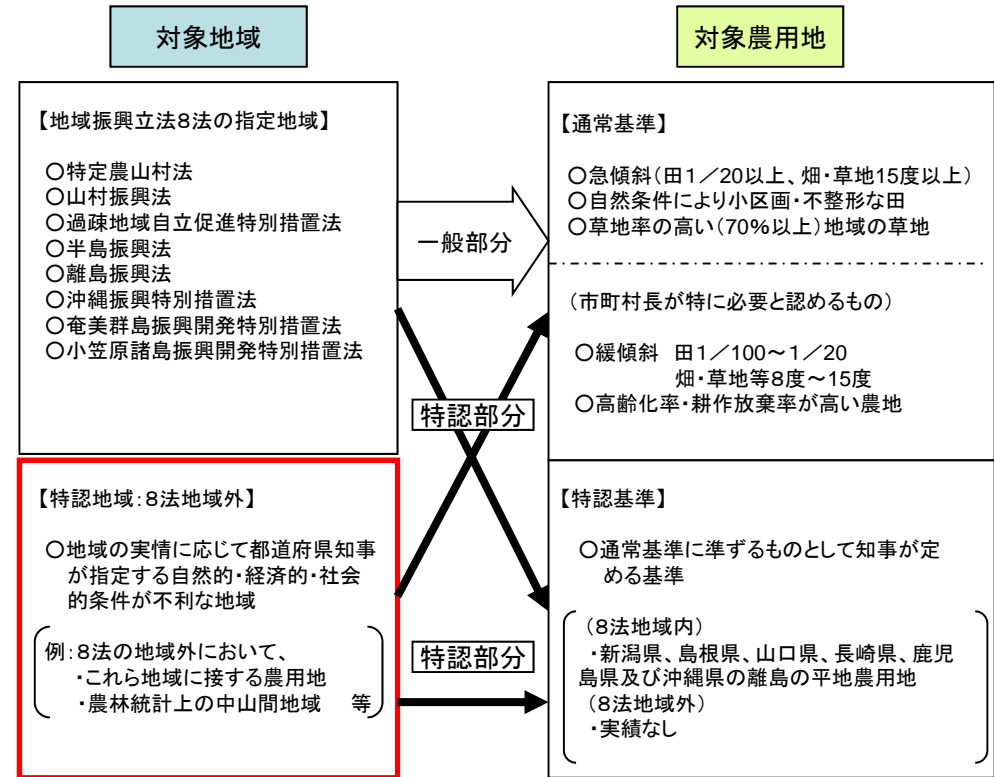 対象地域
対象農用地
【地域振興立法8法の指定地域】
○特定農山村法
○山村振興法
○過疎地域自立促進特別措置法
○半島振興法
○離島振興法
○沖縄振興特別措置法
○奄美群島振興開発特別措置法
○小笠原諸島振興開発特別措置法
一般部分
特認部分
【通常基準】
○急傾斜(田1/20以上、畑・草地15度以上)
○自然条件により小区画・不整形な田
○草地率の高い(70%以上)地域の草地
(市町村長が特に必要と認めるもの)
○緩傾斜 田1/100~1/20
畑・草地等8度~15度
○高齢化率・耕作放棄率が高い農地
【特認地域:8法地域外】
○地域の実情に応じて都道府県知事
が指定する自然的・経済的・社会
的条件が不利な地域
例:8法の地域外において、
・これら地域に接する農用地
・農林統計上の中山間地域 等
特認部分
【特認基準】
○通常基準に準ずるものとして知事が定
める基準
(8法地域内)
・新潟県、島根県、山口県、長崎県、鹿児
島県及び沖縄県の離島の平地農用地
(8法地域外)
・実績なし